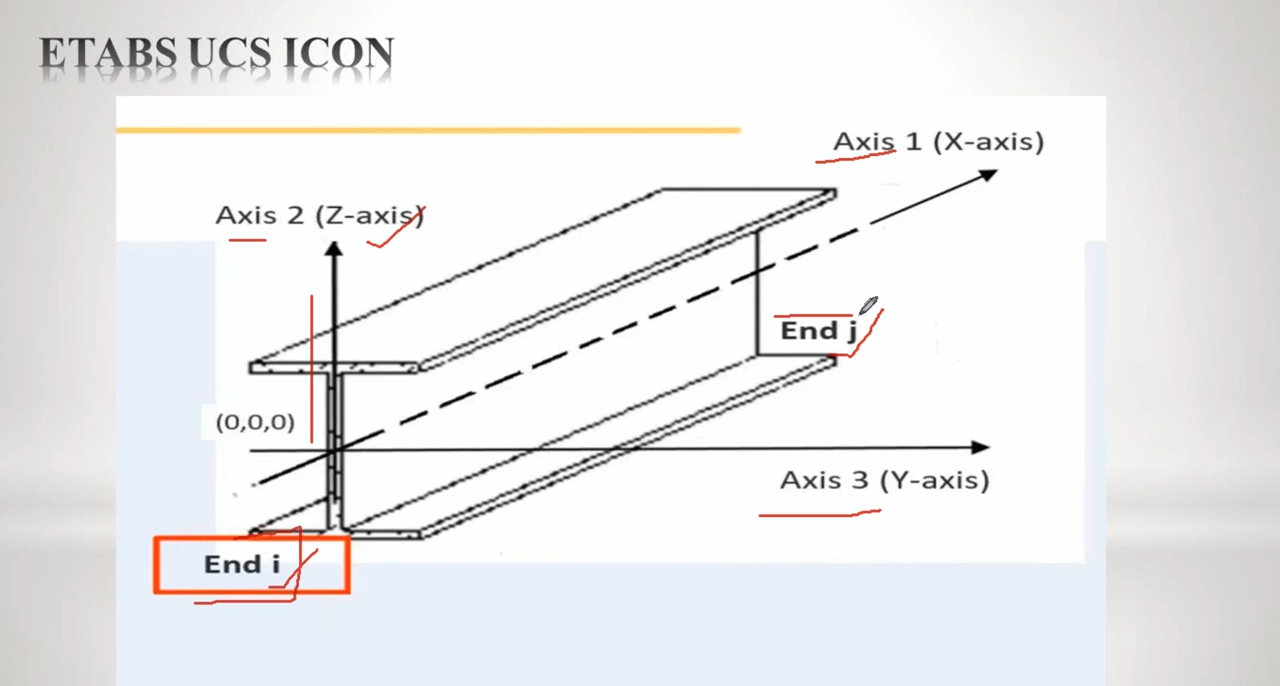 ETABS UCS ICON
Axis 1 (X-axis)
Axis 2 (Z-axis)
End j
(0,0,0)
Axis 3 (Y-axis)
End i